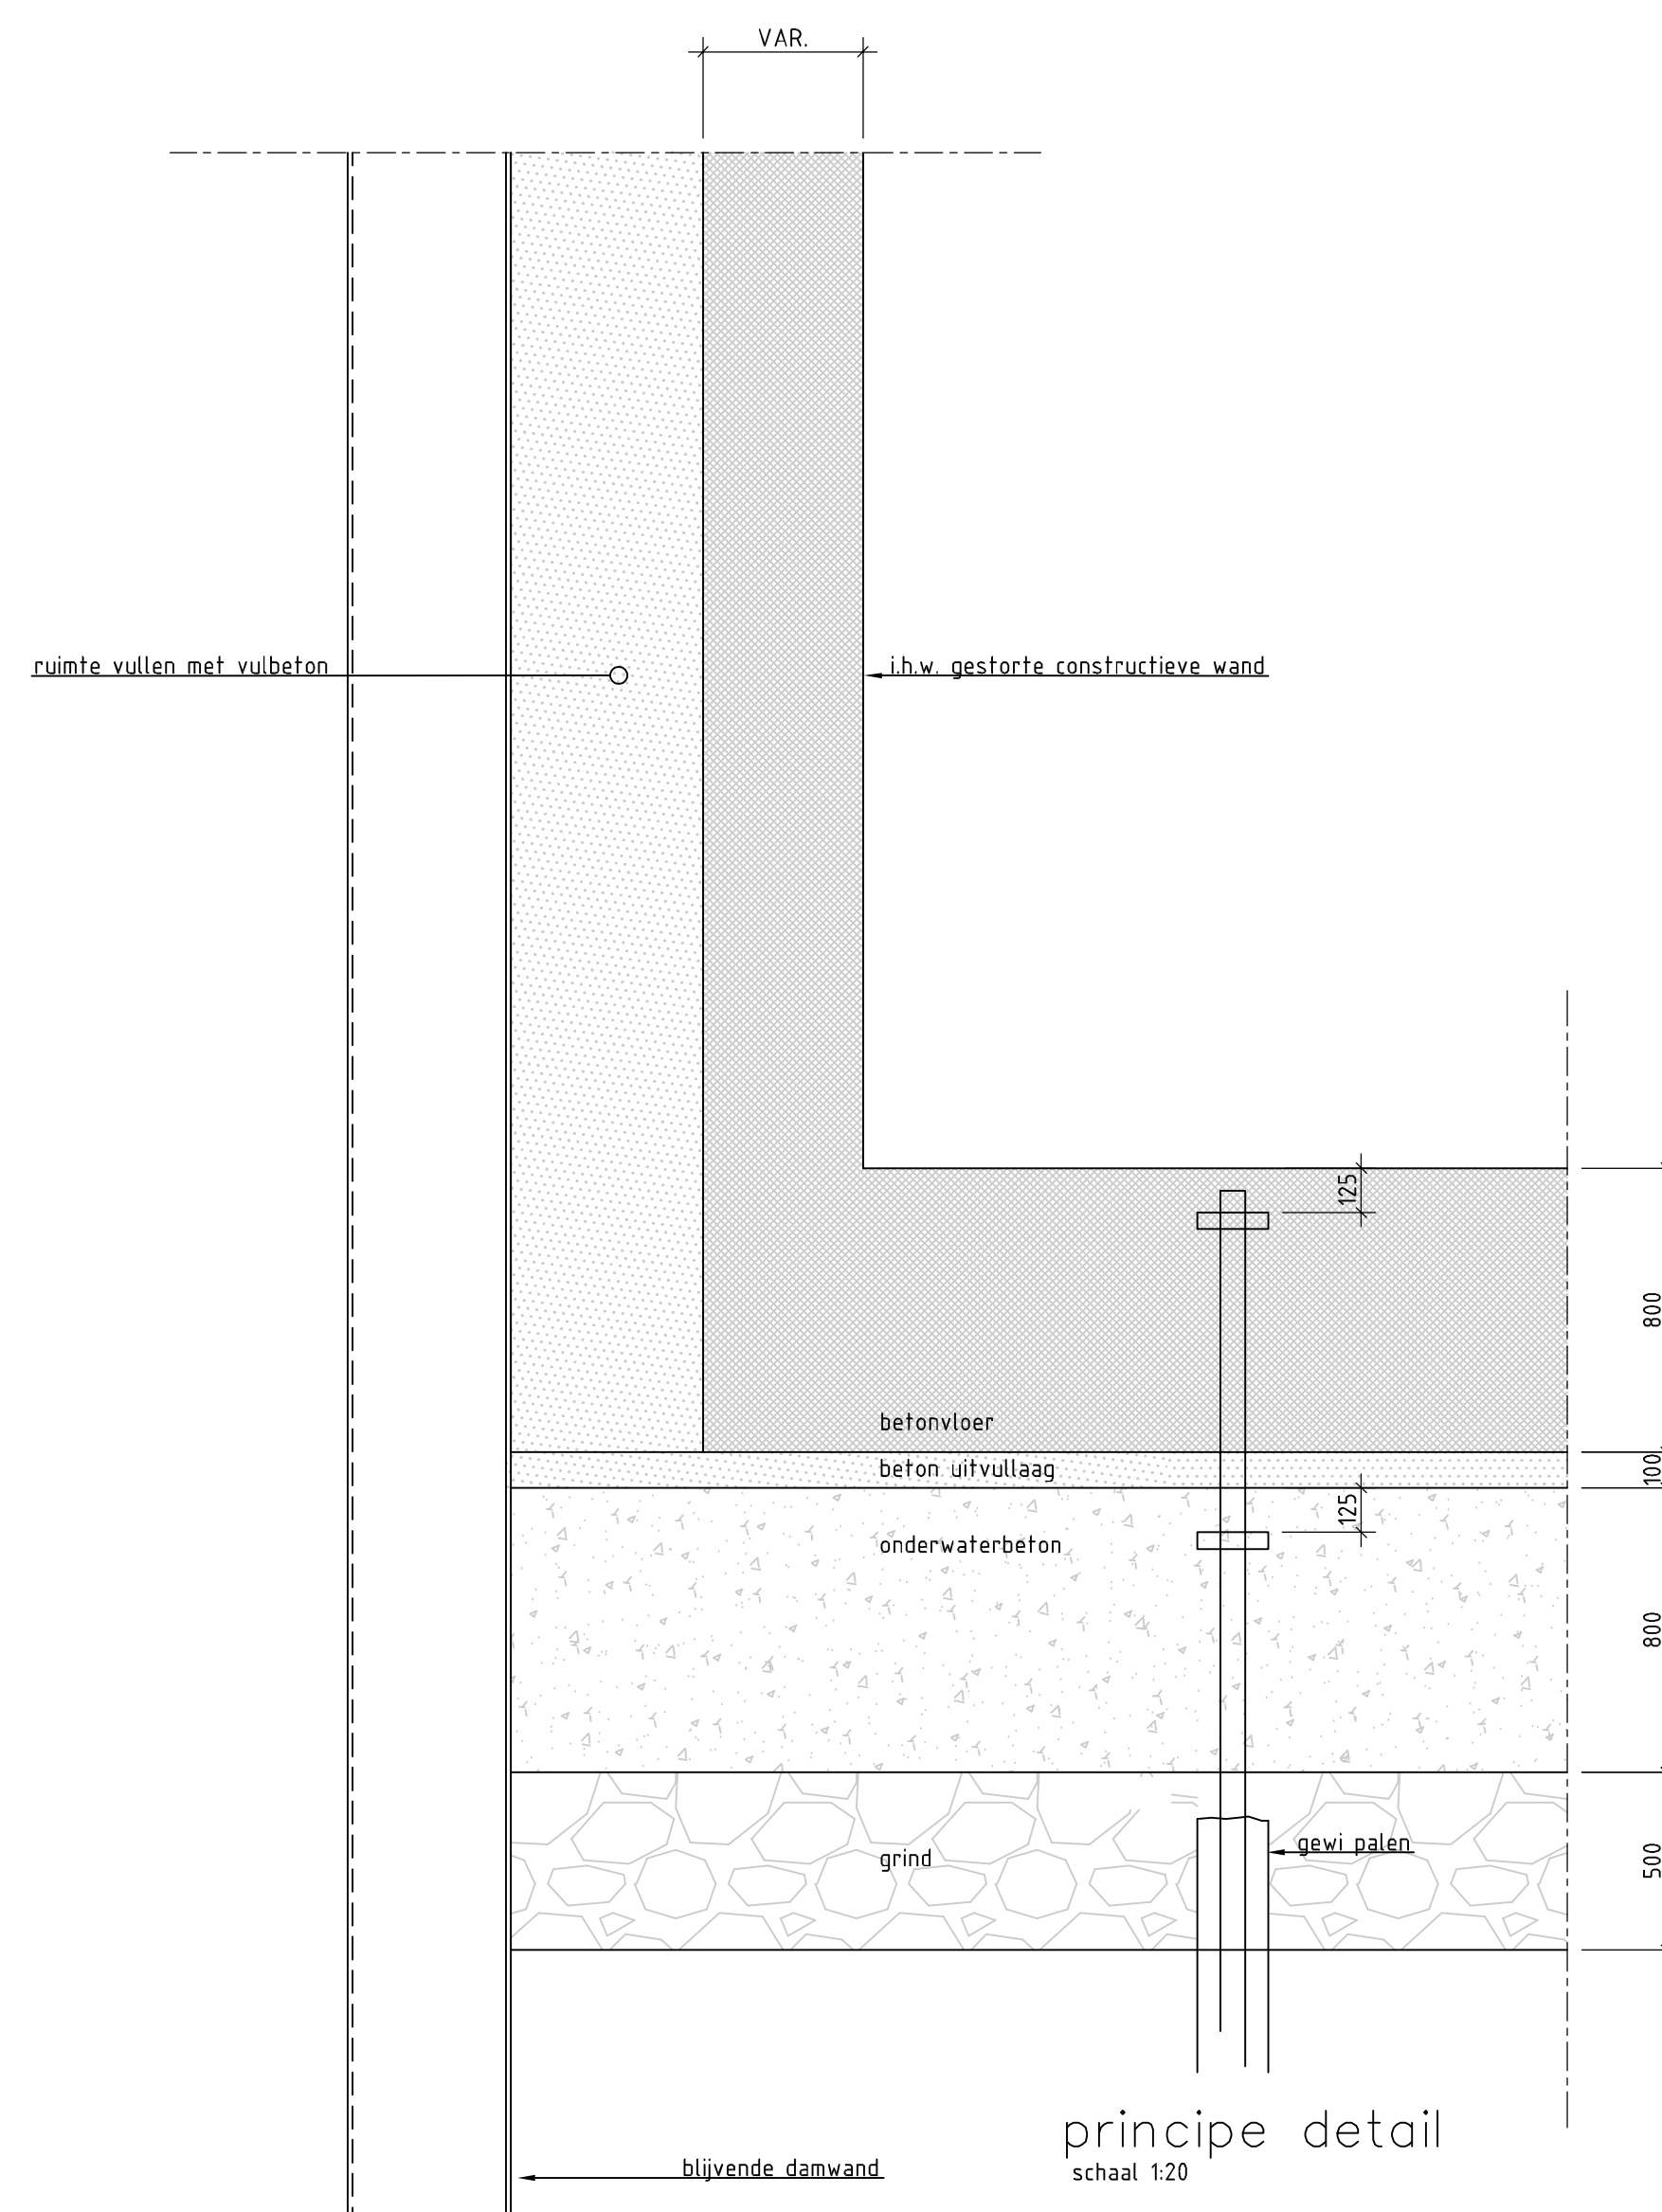 VAR.
ruimte vullen met vulbeton
i.h.w. gestorte constructieve wand
125
800
betonvloer
beton uitvullaag
100
125
onderwaterbeton
800
gewi palen
grind
500
principe detail
schaal 1:20
blijvende damwand